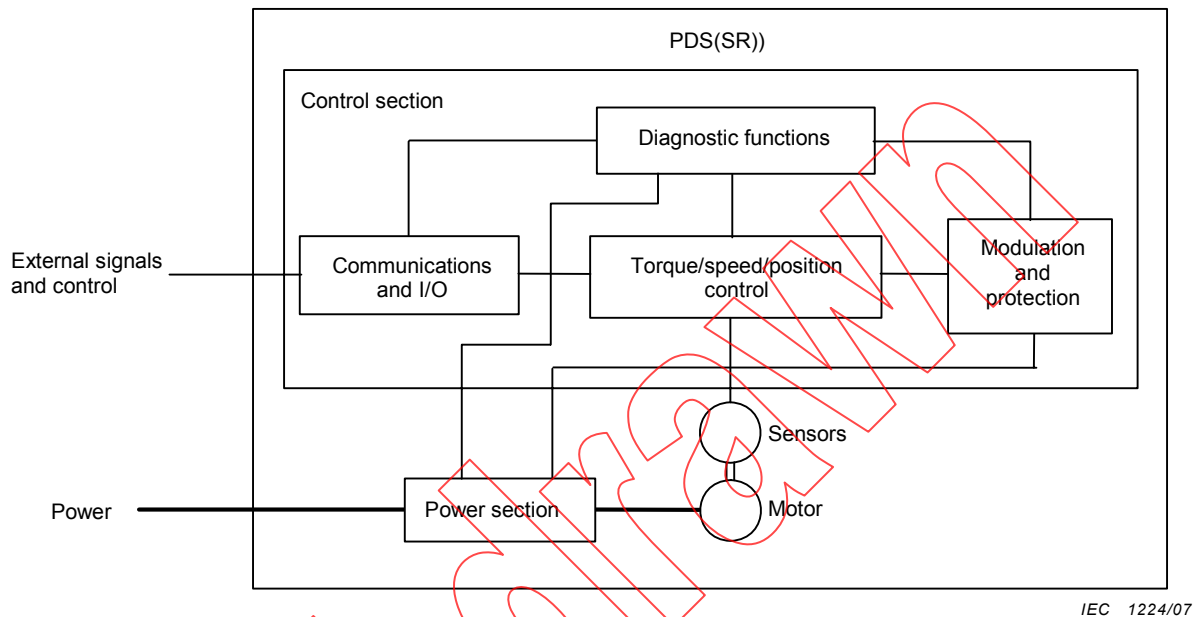 PDS(SR))
Control section
Diagnostic functions
External signals
and control
Communications
and I/O
Torque/speed/position
control
Modulation
and
protection
Sensors
Power
Power section
Motor
IEC 1224/07